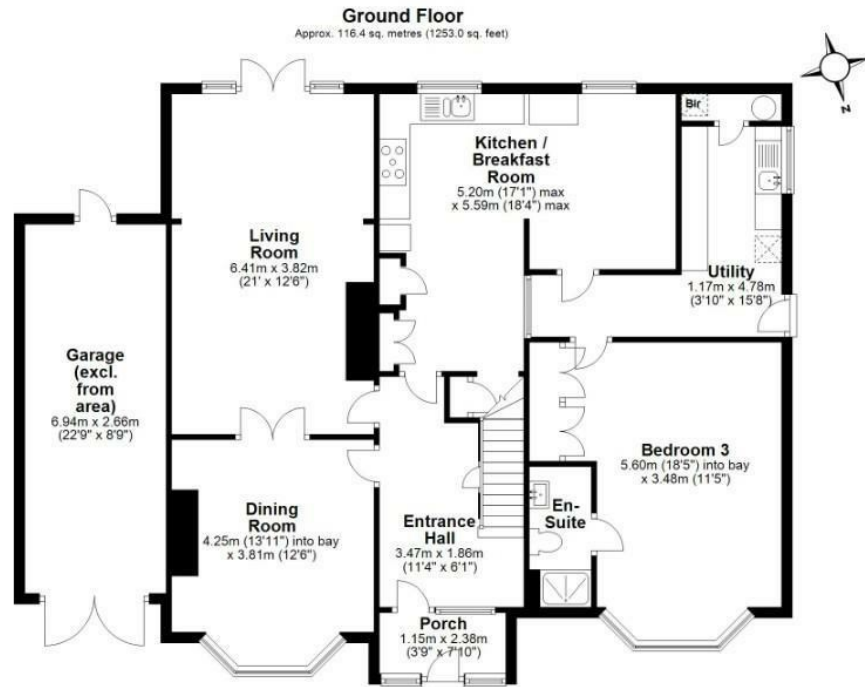 Ground Floor
Approx. 116.4 sq. metres (1253.0 sq. feet)
N
Bir
Kitchen /
Breakfast
Room
5.20m (17'1") max
x 5.59m (18'4") max
Living
Room
6.41m x 3.82m
(21' x 12'6")
Utility
1.17m x 4.78m
(3'10" x 15'8")
Garage
(excl.
from
area)
6.94m x 2.66m
(22'9" x 8'9")
Bedroom 3
5.60m (18'5") into bay
x 3.48m (11'5")
En-
Suite
Dining
Room
4.25m (13'11") into bay
x 3.81m (12'6")
Entrance
Hall
3.47m x 1.86m
(11'4" x 6'1")
Porch
1.15m x 2.38m
(3'9" x 7'10")